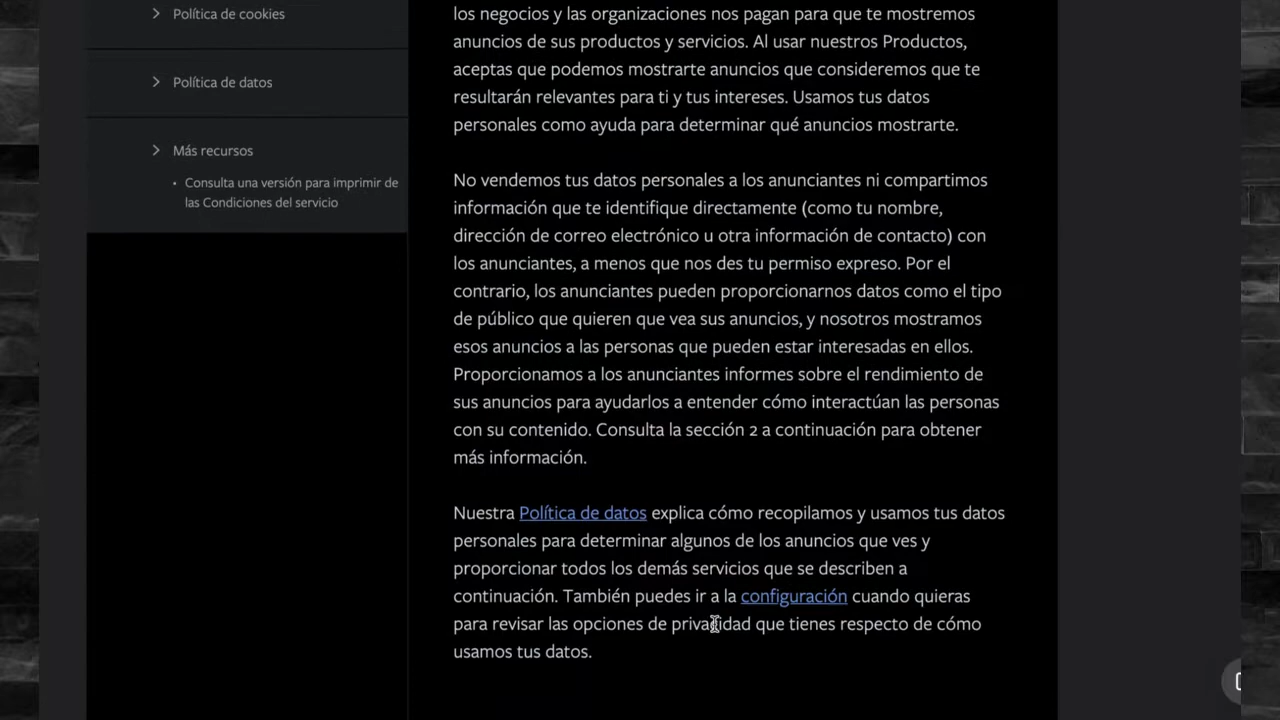 Política de cookies
Política de datos
Más recursos
Consulta una versión para imprimir de
las Condiciones del servicio
los negocios y las organizaciones nos pagan para que te mostremos
anuncios de sus productos y servicios. Al usar nuestros Productos,
aceptas que podemos mostrarte anuncios que consideremos que te
resultarán relevantes para ti y tus intereses. Usamos tus datos
personales como ayuda para determinar qué anuncios mostrarte.
No vendemos tus datos personales a los anunciantes ni compartimos
información que te identifique directamente (como tu nombre,
dirección de correo electrónico u otra información de contacto) con
los anunciantes, a menos que nos des tu permiso expreso. Por el
contrario, los anunciantes pueden proporcionarnos datos como el tipo
de público que quieren que vea sus anuncios, y nosotros mostramos
esos anuncios a las personas que pueden estar interesadas en ellos.
Proporcionamos a los anunciantes informes sobre el rendimiento de
sus anuncios para ayudarlos a entender cómo interactúan las personas
con su contenido. Consulta la sección 2 a continuación para obtener
más información.
Nuestra Política de datos explica cómo recopilamos y usamos tus datos
personales para determinar algunos de los anuncios que ves y
proporcionar todos los demás servicios que se describen a
continuación. También puedes ir a la configuración cuando quieras
para revisar las opciones de privacidad que tienes respecto de cómo
usamos tus datos.